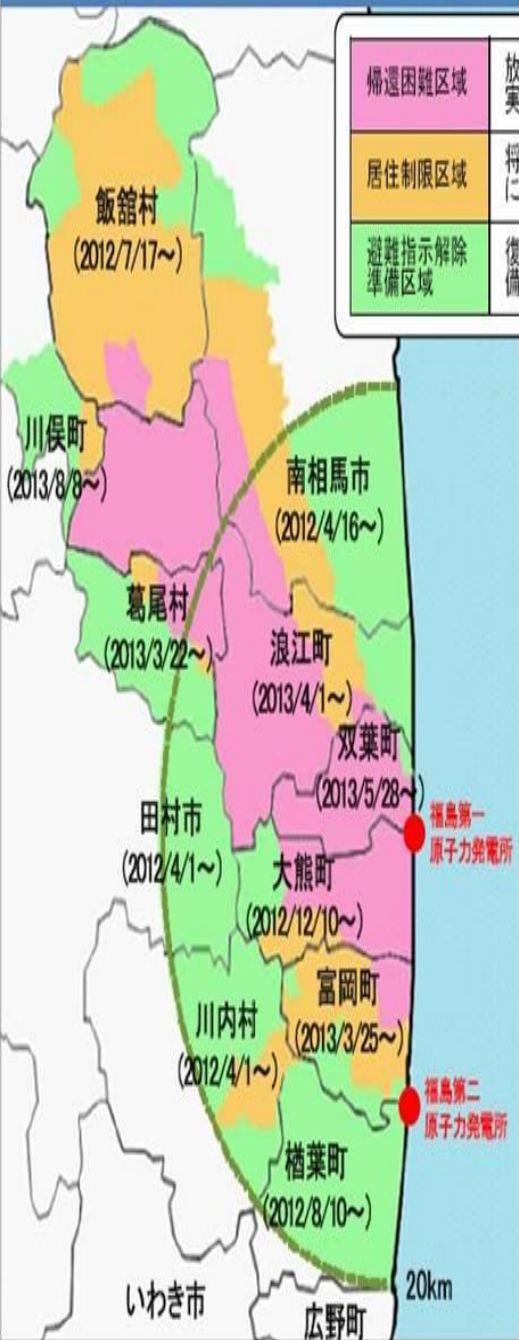 帰還困難区域
放
実
居住制限区域
将
に
避難指示解除
準備区域
復
備
飯舘村
(2012/7/17～)
川俣町
(2013/8/8～)
南相馬市
(2012/4/16～)
葛尾村
(2013/3/22～)
浪江町
(2013/4/1～)
双葉町
(2013/5/28～)
福島第一
原子力発電所
田村市
(2012/4/1～)
大熊町
(2012/12/10～)
富岡町
(2013/3/25～)
川内村
(2012/4/1～)
福島第二
原子力発電所
楢葉町
(2012/8/10～)
20km
いわき市
広野町